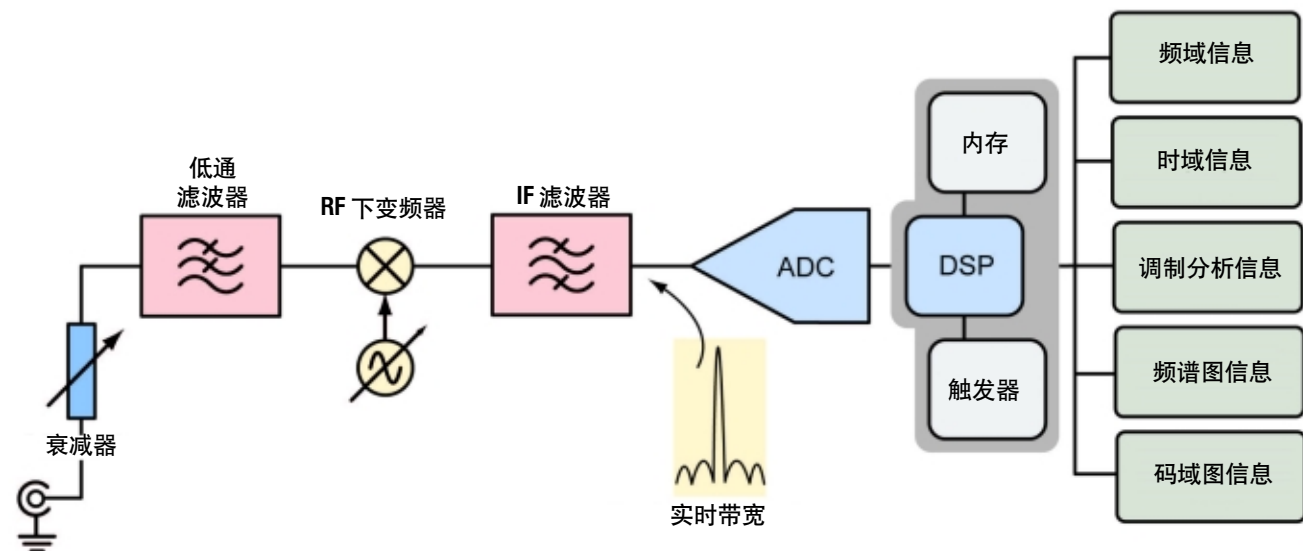 低通
滤波器
RF 下变频器
IF 滤波器
衰减器
实时带宽
ADC
内存
DSP
触发器
频域信息
时域信息
调制分析信息
频谱图信息
码域图信息